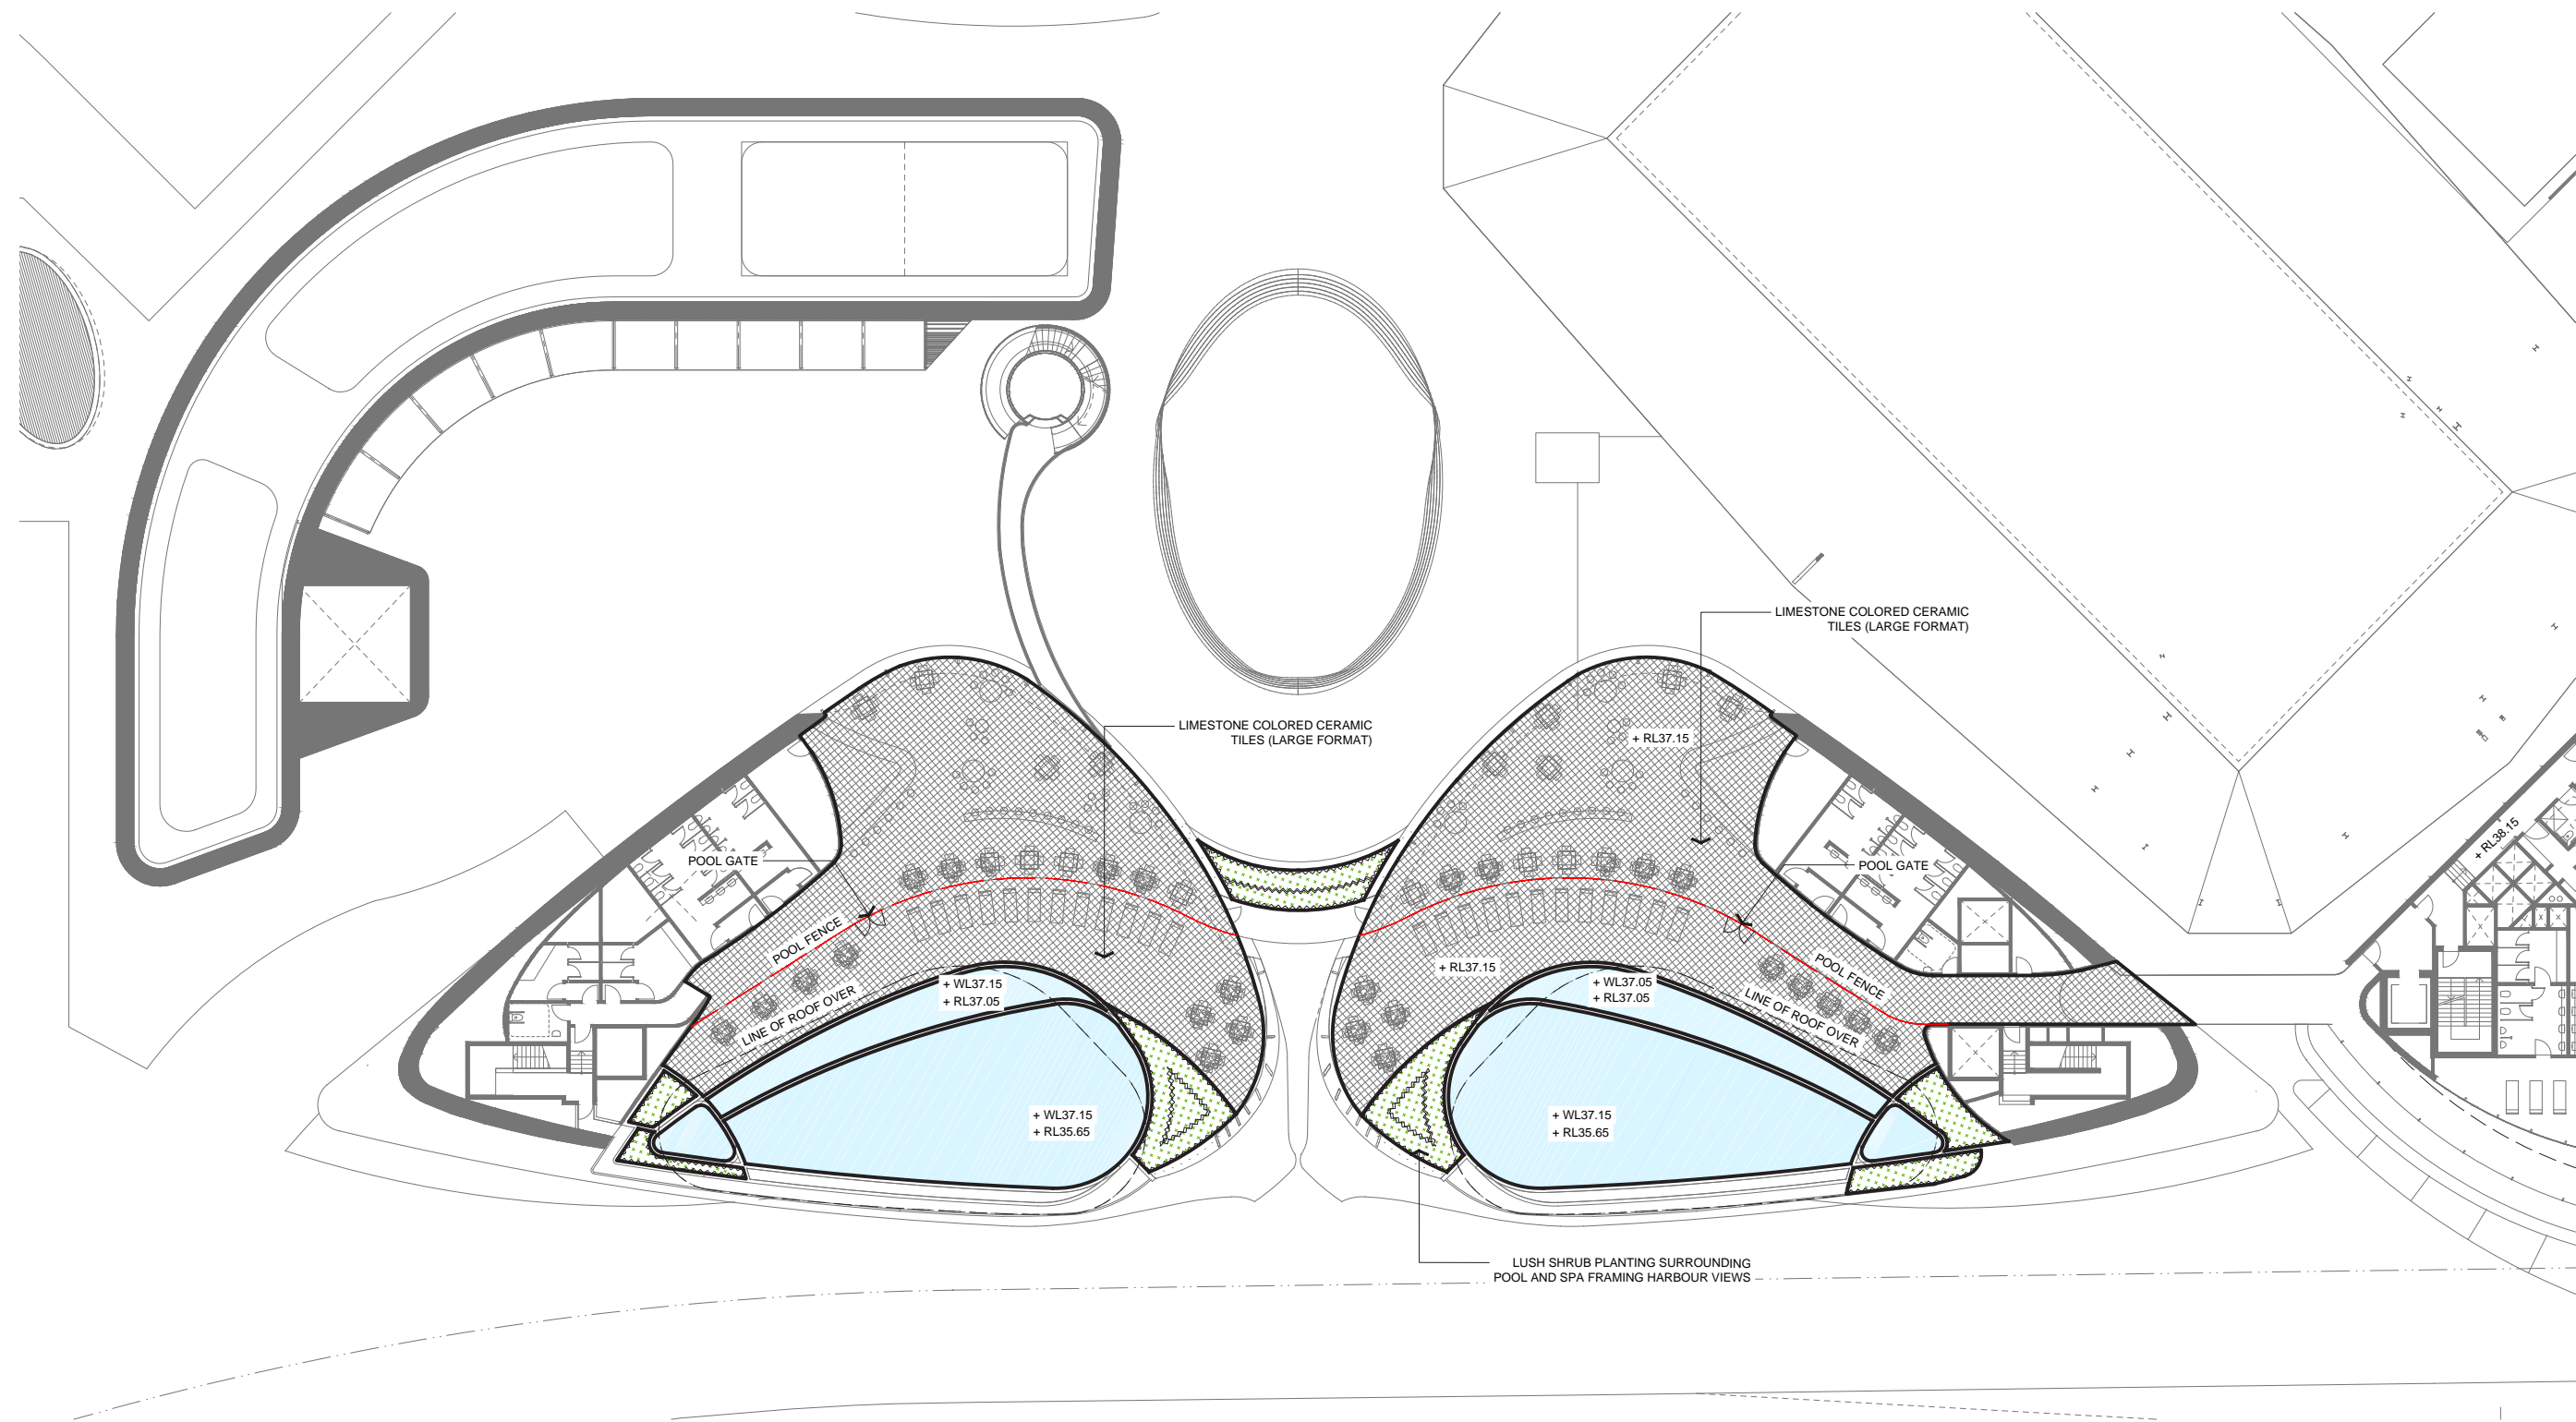 LIMESTONE COLORED CERAMIC
TILES (LARGE FORMAT)
LIMESTONE COLORED CERAMIC
TILES (LARGE FORMAT)
+ RL37.15
+ RL38.15
POOL GATE
POOL GATE
POOL FENCE
POOL FENCE
+ RL37.15
+ WL37.15
+ RL37.05
+ WL37.05
+ RL37.05
LINE OF ROOF OVER
LINE OF ROOF OVER
+ WL37.15
+ RL35.65
+ WL37.15
+ RL35.65
LUSH SHRUB PLANTING SURROUNDING
POOL AND SPA FRAMING HARBOUR VIEWS